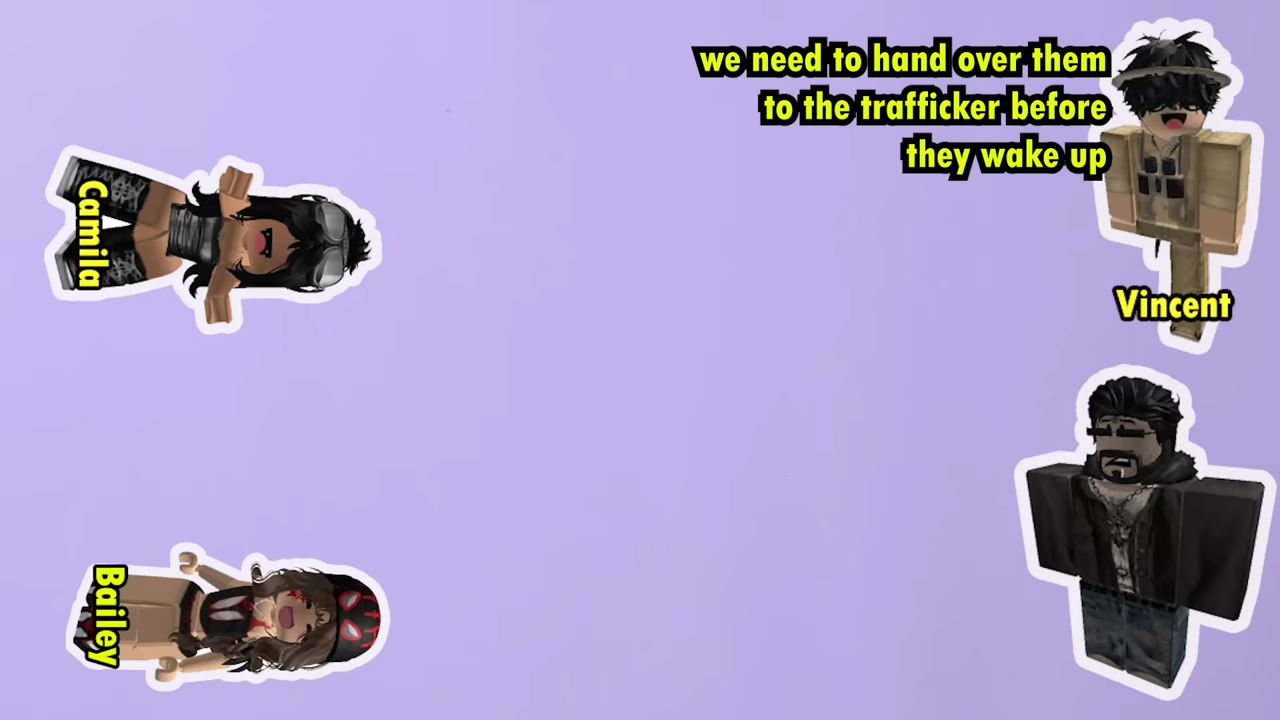 we need to hand over them
to the trafficker before
they wake up
Camila
Vincent
Bailey